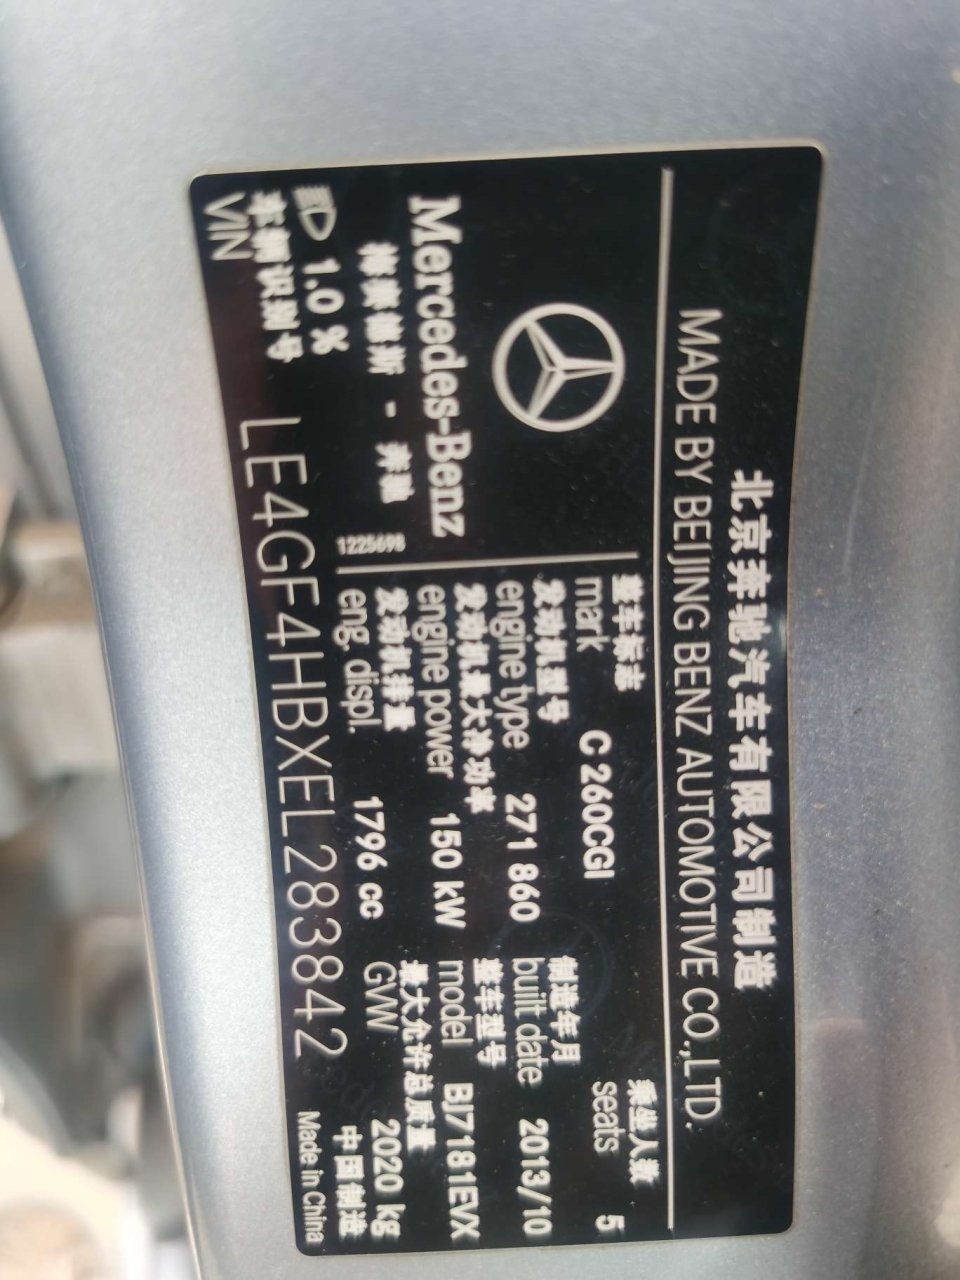 北京奔驰汽车有限公司制造
MADE BY BEIJING BENZ AUTOMOTIVE CO.,LTD.
Mercedes-Benz
梅赛德斯 - 奔驰
1225698
整车标志
mark C 260CGI
乘坐人数
seats 5
发动机型号
engine type 271 860
制造年月
built date 2013/10
发动机最大净功率
engine power 150 kW
整车型号
model BJ7181EVX
发动机排量
eng. displ. 1796 cc
最大允许总质量
GVW 2020 kg
1.0 %
车辆识别号
VIN LE4GF4HBXEL283842
中国制造
Made in China